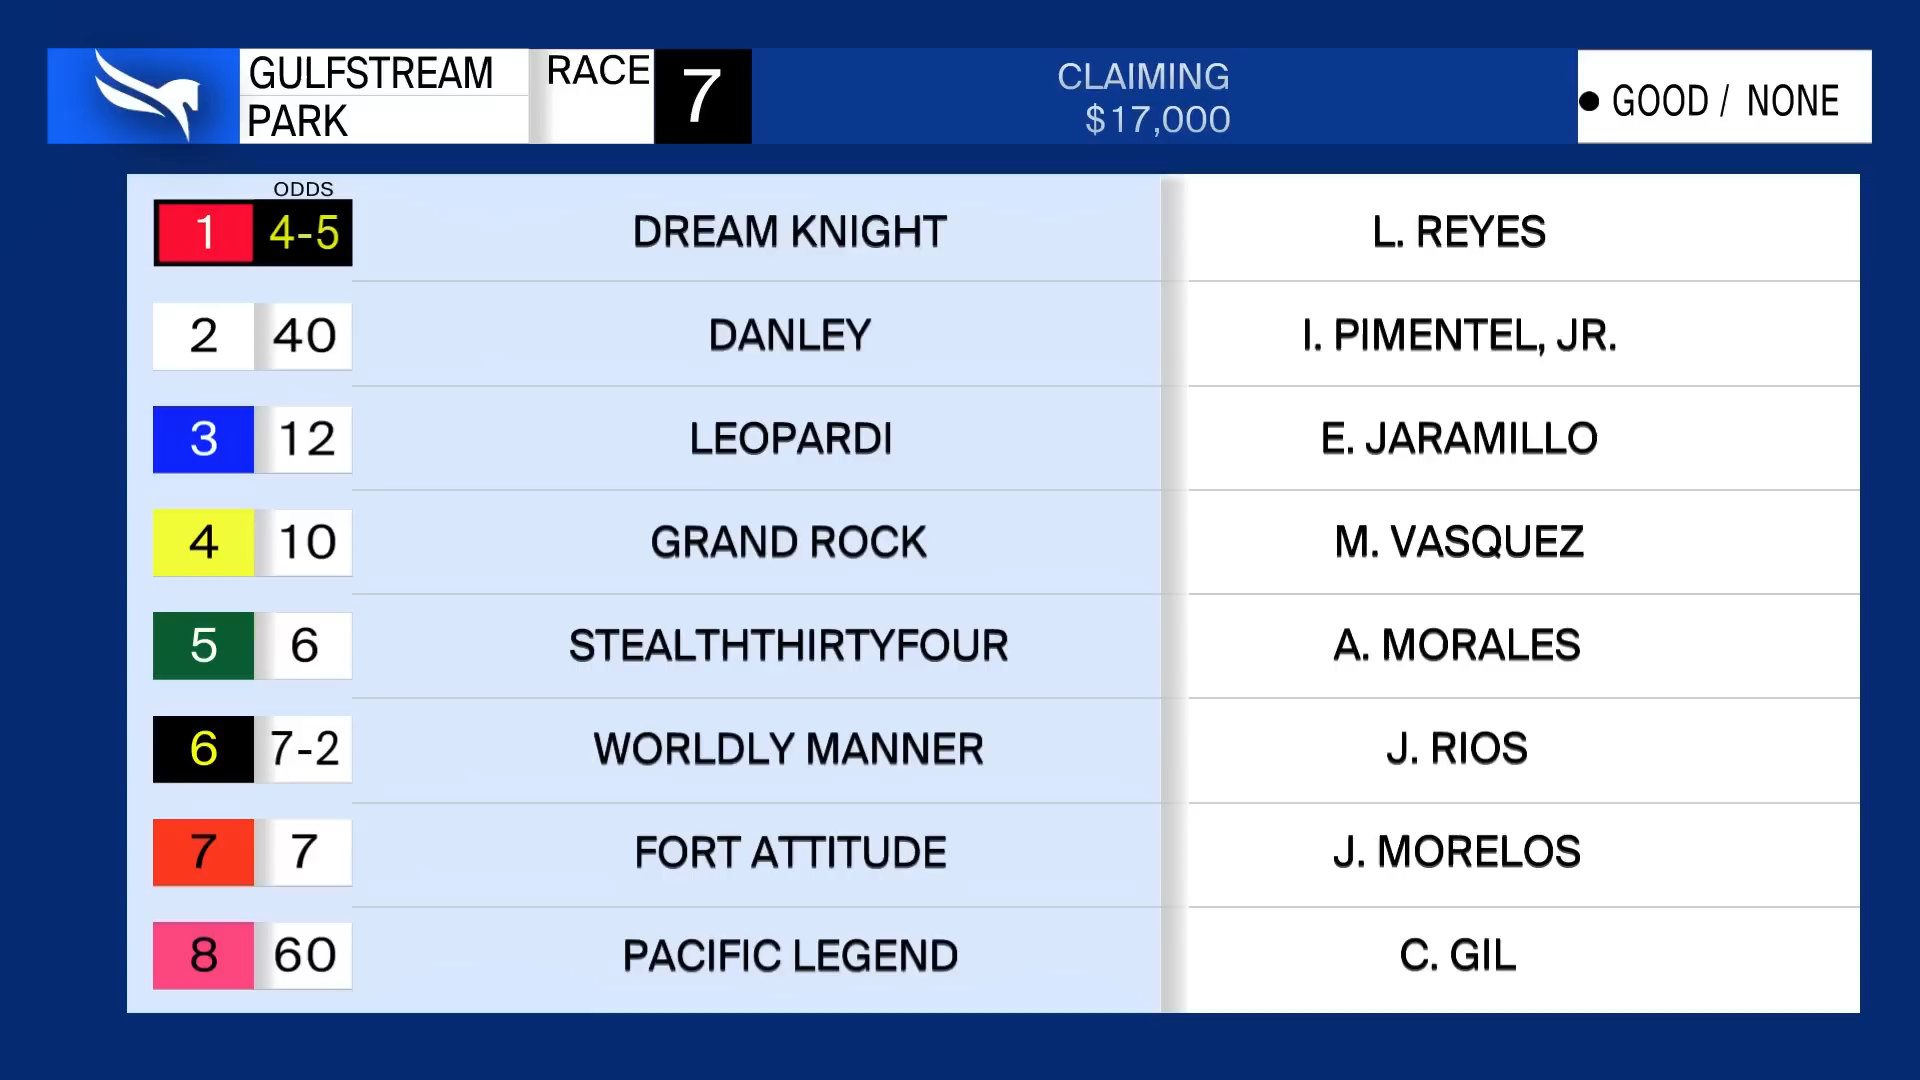 GULFSTREAM
PARK
RACE
7
CLAIMING
$17,000
GOOD / NONE
ODDS
1 4-5 DREAM KNIGHT L. REYES
2 40 DANLEY I. PIMENTEL, JR.
3 12 LEOPARDI E. JARAMILLO
4 10 GRAND ROCK M. VASQUEZ
5 6 STEALTHTHIRTYFOUR A. MORALES
6 7-2 WORLDLY MANNER J. RIOS
7 7 FORT ATTITUDE J. MORELOS
8 60 PACIFIC LEGEND C. GIL